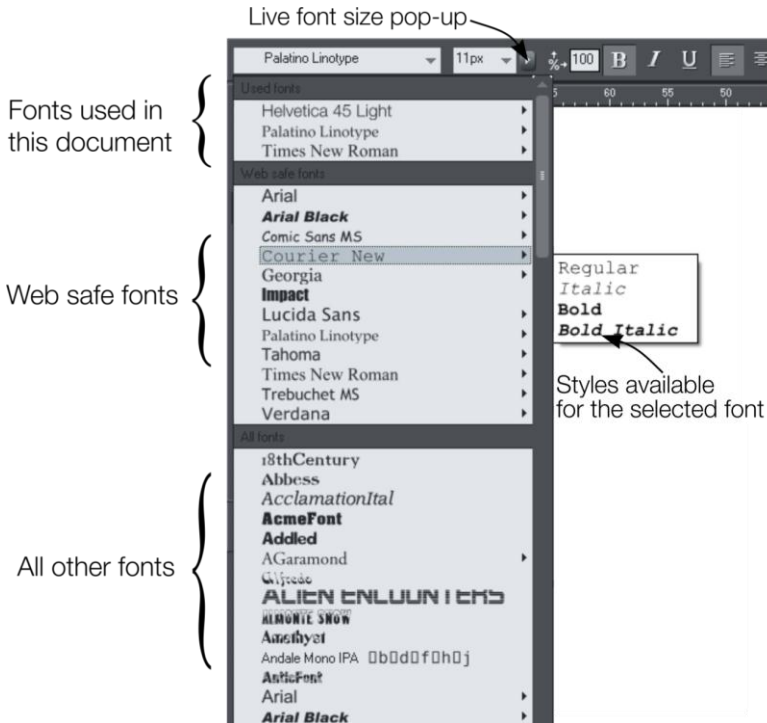 Live font size pop-up
Palatino Linotype 11px 100 B I U
Used fonts
60 55 50
Fonts used in
this document
Helvetica 45 Light
Palatino Linotype
Times New Roman
Web safe fonts
Arial
Arial Black
Comic Sans MS
Courier New
Georgia
Impact
Lucida Sans
Palatino Linotype
Tahoma
Times New Roman
Trebuchet MS
Verdana
Web safe fonts
Regular
Italic
Bold
Bold Italic
Styles available
for the selected font
All fonts
18thCentury
Abbess
AcclamationItal
AcmeFont
Addled
AGaramond
Alfredo
ALIEN ENCOUNTERS
ALMONTE SNOW
Amethyst
Andale Mono IPA □b□d□f□h□j
AnticFont
Arial
Arial Black
All other fonts